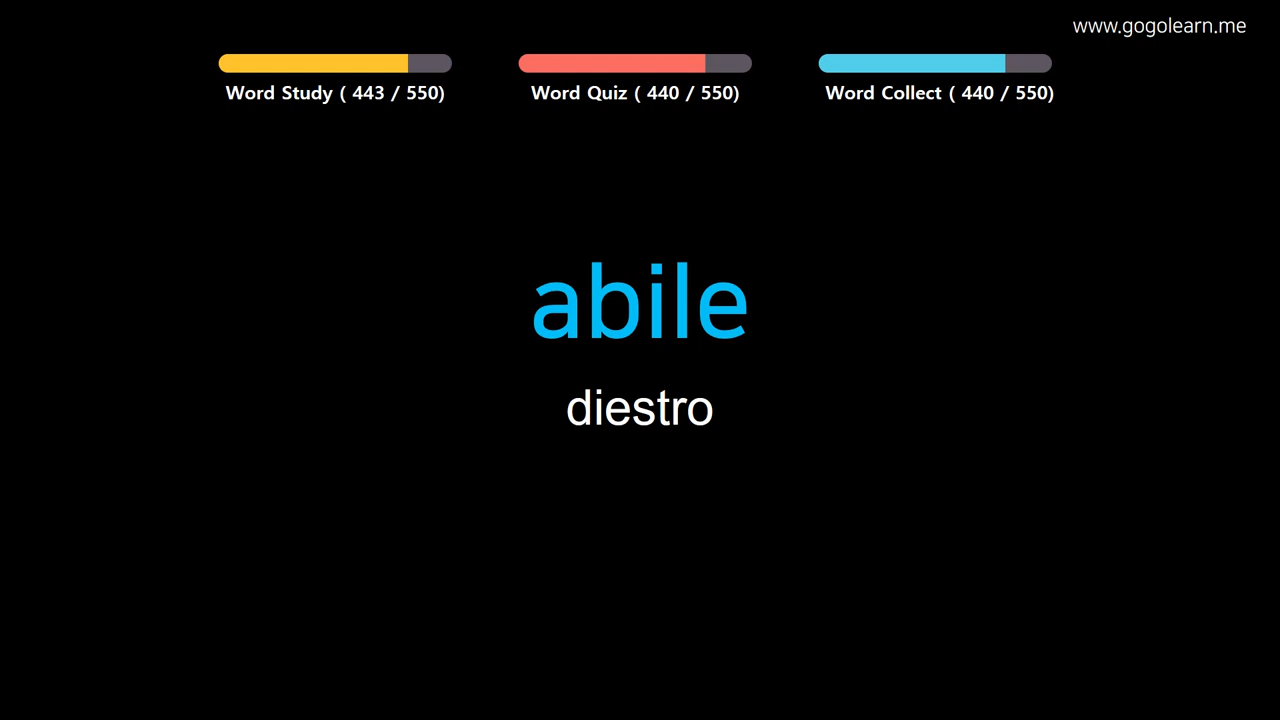 www.gogolearn.me
Word Study ( 443 / 550)
Word Quiz ( 440 / 550)
Word Collect ( 440 / 550)
abile
diestro